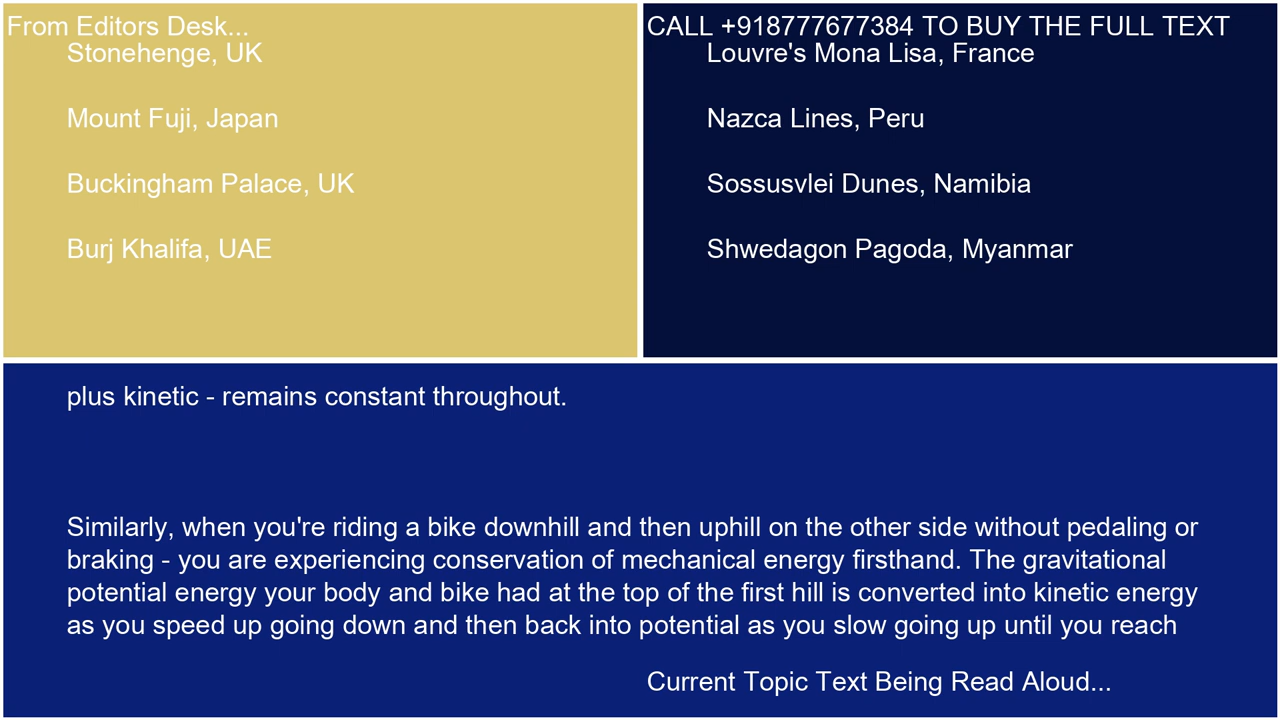 From Editors Desk...
Stonehenge, UK
Mount Fuji, Japan
Buckingham Palace, UK
Burj Khalifa, UAE
CALL +918777677384 TO BUY THE FULL TEXT
Louvre's Mona Lisa, France
Nazca Lines, Peru
Sossusvlei Dunes, Namibia
Shwedagon Pagoda, Myanmar
plus kinetic - remains constant throughout.
Similarly, when you're riding a bike downhill and then uphill on the other side without pedaling or
braking - you are experiencing conservation of mechanical energy firsthand. The gravitational
potential energy your body and bike had at the top of the first hill is converted into kinetic energy
as you speed up going down and then back into potential as you slow going up until you reach
Current Topic Text Being Read Aloud...